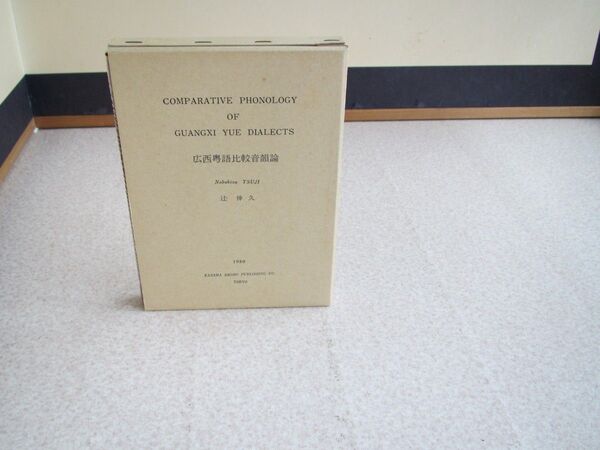 COMPARATIVE PHONOLOGY
OF
GUANGXI YUE DIALECTS
広西粤語比較音韻論
Nobuhisa TSUJI
辻 伸久
1980
KAZAMA SHOBO PUBLISHING CO.
TOKYO